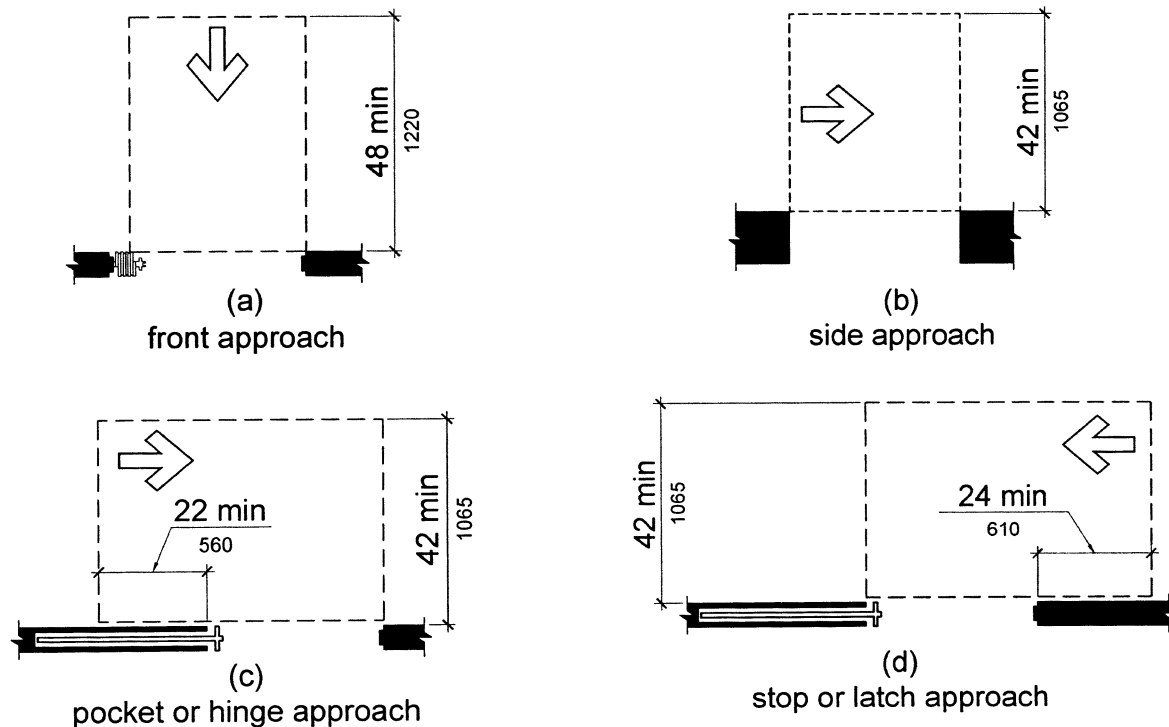 48 min
1220
(a)
front approach
42 min
1065
(b)
side approach
22 min
560
42 min
1065
(c)
pocket or hinge approach
42 min
1065
24 min
610
(d)
stop or latch approach